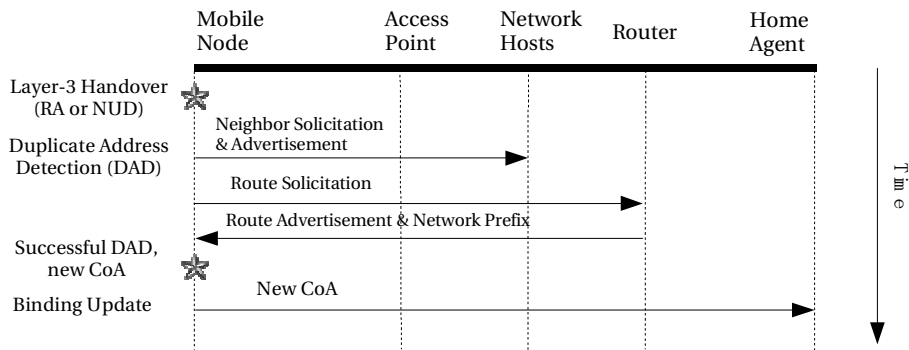 Mobile
Node
Access
Point
Network
Hosts
Router
Home
Agent
Layer-3 Handover
(RA or NUD)
Neighbor Solicitation
& Advertisement
Duplicate Address
Detection (DAD)
Route Solicitation
Route Advertisement & Network Prefix
Successful DAD,
new CoA
New CoA
Binding Update
Time